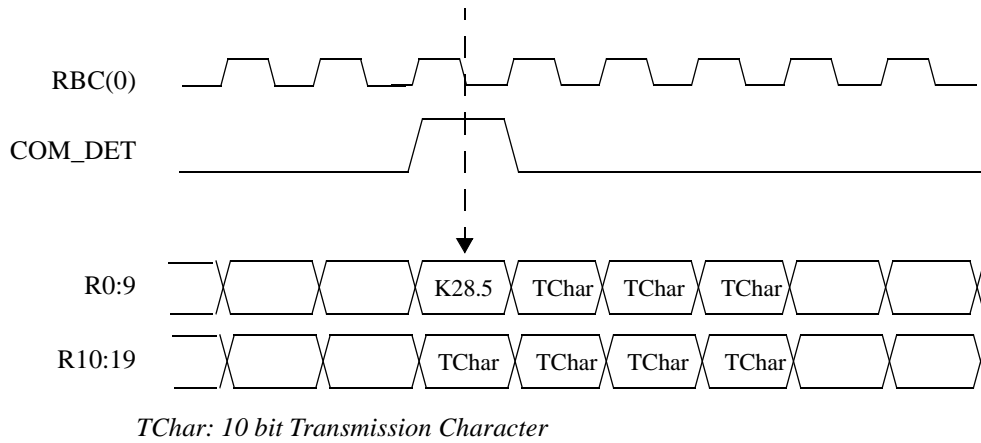 RBC(0)
COM_DET
R0:9 K28.5 TChar TChar TChar
R10:19 TChar TChar TChar TChar
TChar: 10 bit Transmission Character